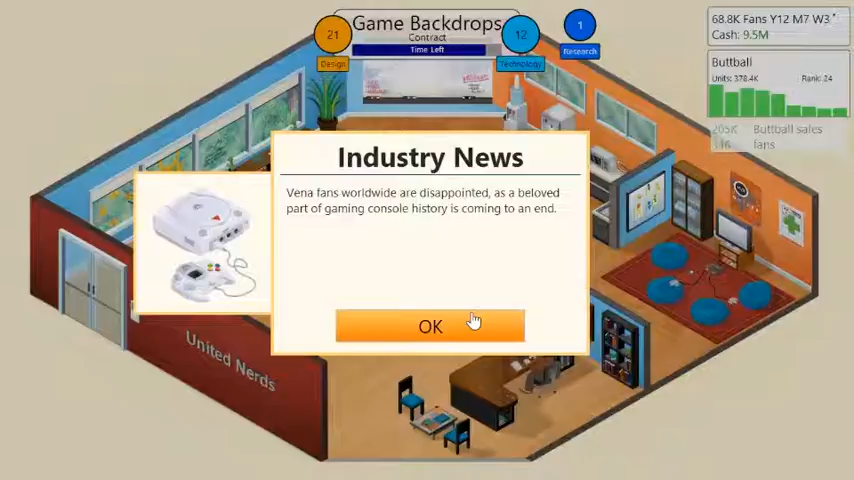 Game Backdrops
Contract
Time Left
21
Design
12
Technology
1
Research
68.8K Fans Y12 M7 W3
Cash: 9.5M
Buttball
Units: 378.4K
Rank: 24
Buttball sales
fans
Industry News
Vena fans worldwide are disappointed, as a beloved
part of gaming console history is coming to an end.
OK
United Nerds